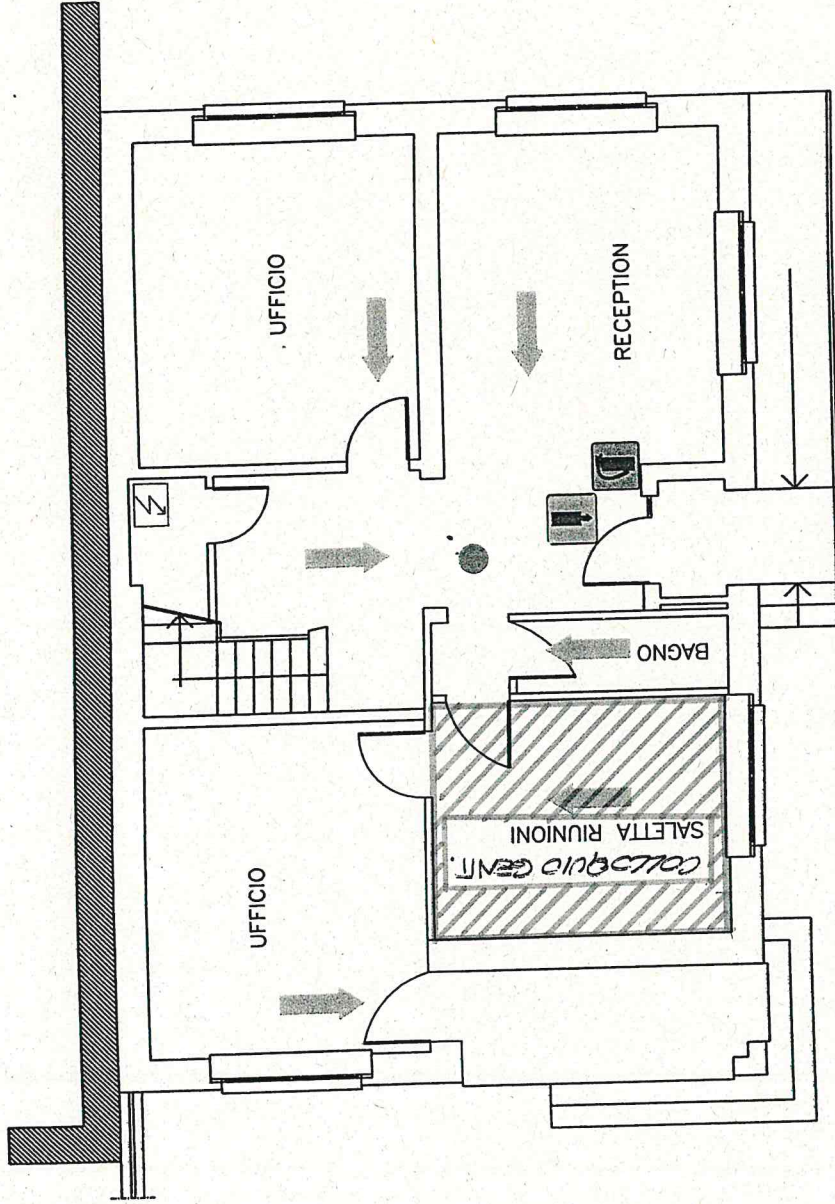 UFFICIO
RECEPTION
BAGNO
UFFICIO
SALETTA RIUNIONI
COLLOQUIO GENIT.